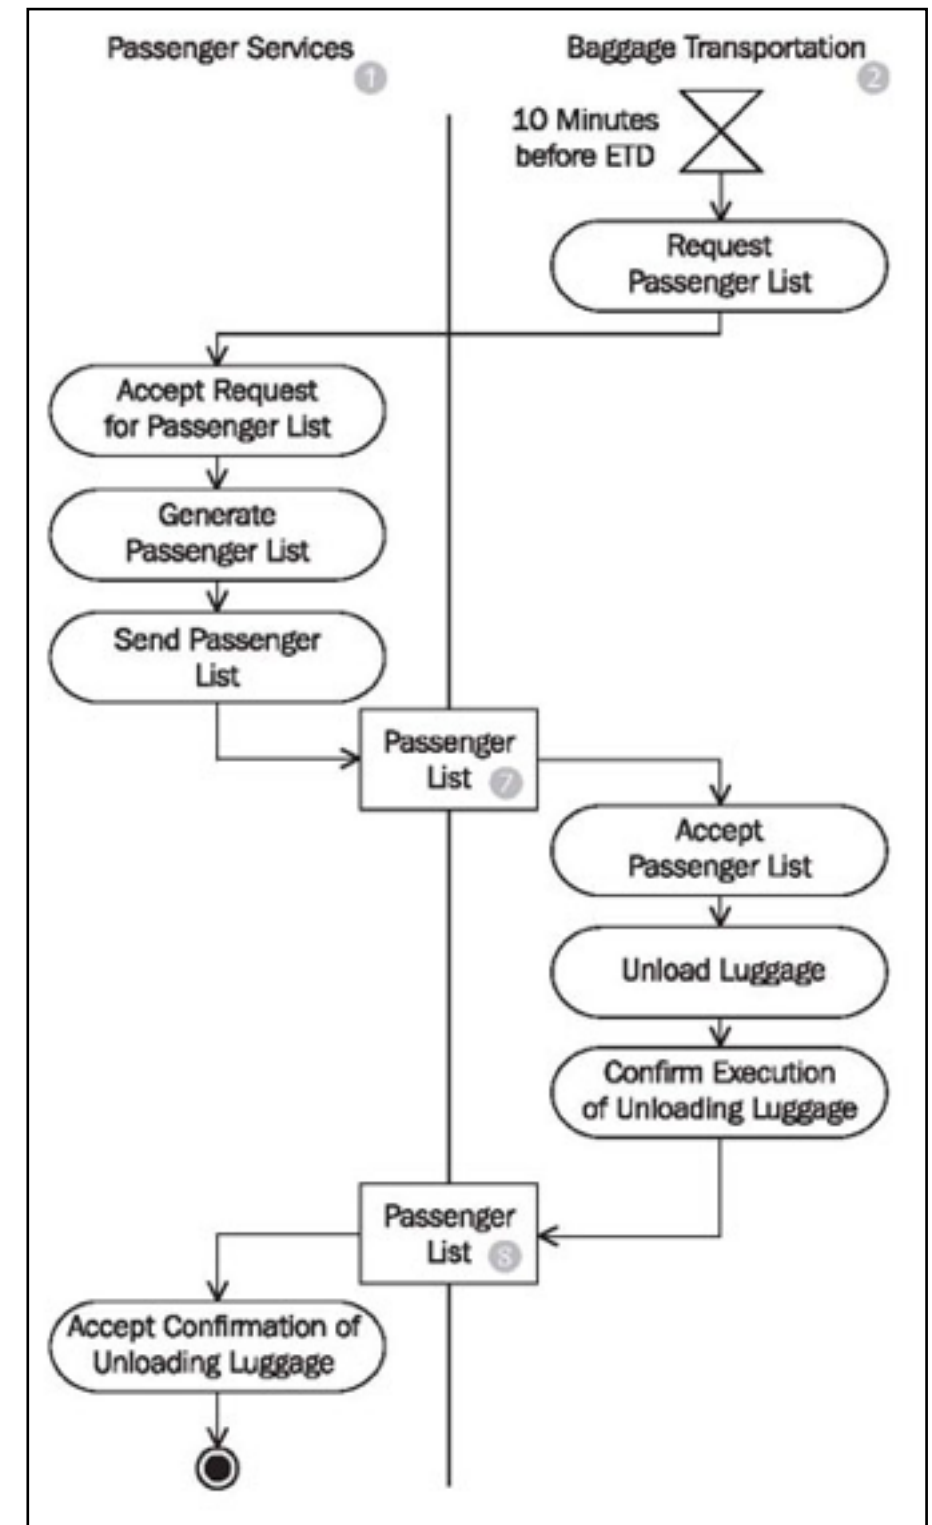 Passenger Services
1
Baggage Transportation
2
10 Minutes
before ETD
Request
Passenger List
Accept Request
for Passenger List
Generate
Passenger List
Send Passenger
List
Passenger
List 7
Accept
Passenger List
Unload Luggage
Confirm Execution
of Unloading Luggage
Passenger
List 8
Accept Confirmation of
Unloading Luggage